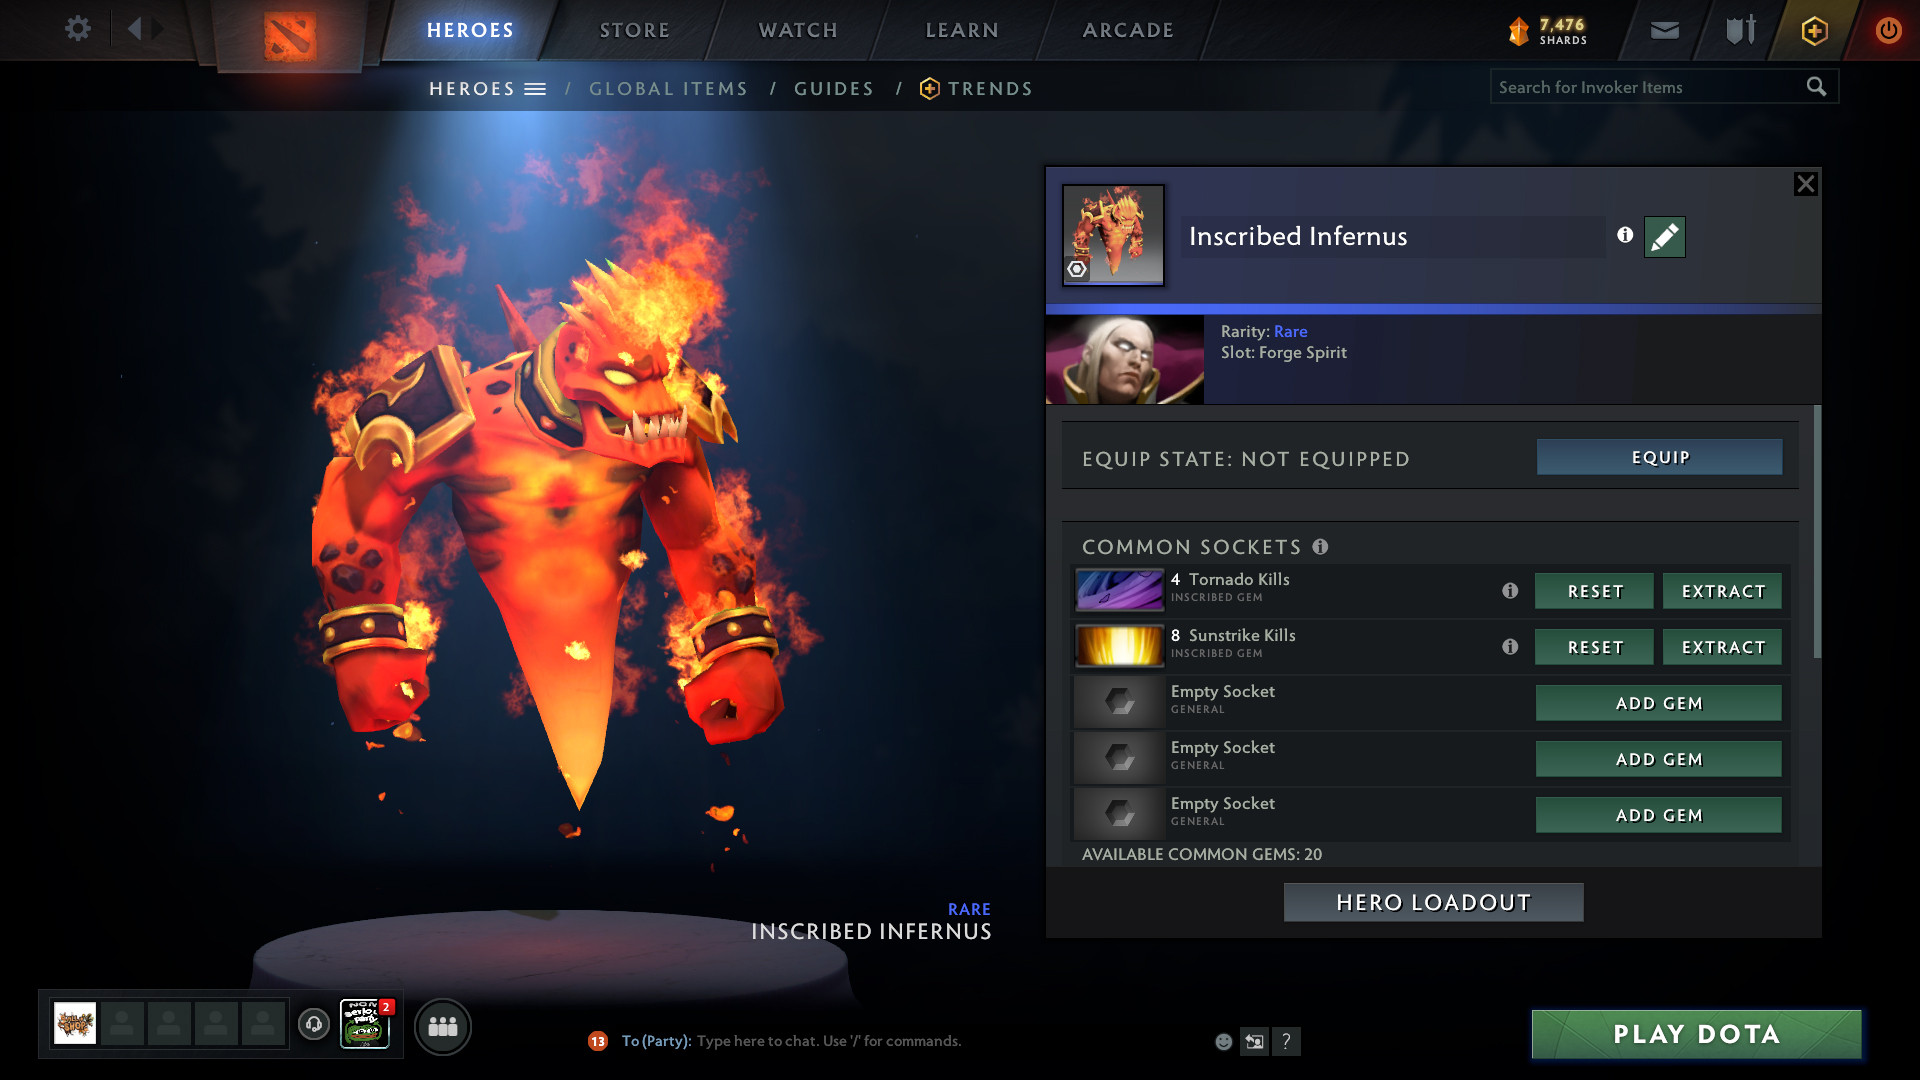 HEROES
STORE
WATCH
LEARN
ARCADE
7,476
SHARDS
HEROES / GLOBAL ITEMS / GUIDES / TRENDS
Search for Invoker Items
Inscribed Infernus
Rarity: Rare
Slot: Forge Spirit
EQUIP STATE: NOT EQUIPPED
EQUIP
COMMON SOCKETS
4 Tornado Kills
INSCRIBED GEM
RESET
EXTRACT
8 Sunstrike Kills
INSCRIBED GEM
RESET
EXTRACT
Empty Socket
GENERAL
ADD GEM
Empty Socket
GENERAL
ADD GEM
Empty Socket
GENERAL
ADD GEM
AVAILABLE COMMON GEMS: 20
HERO LOADOUT
RARE
INSCRIBED INFERNUS
2
13
To (Party): Type here to chat. Use '/' for commands.
?
PLAY DOTA